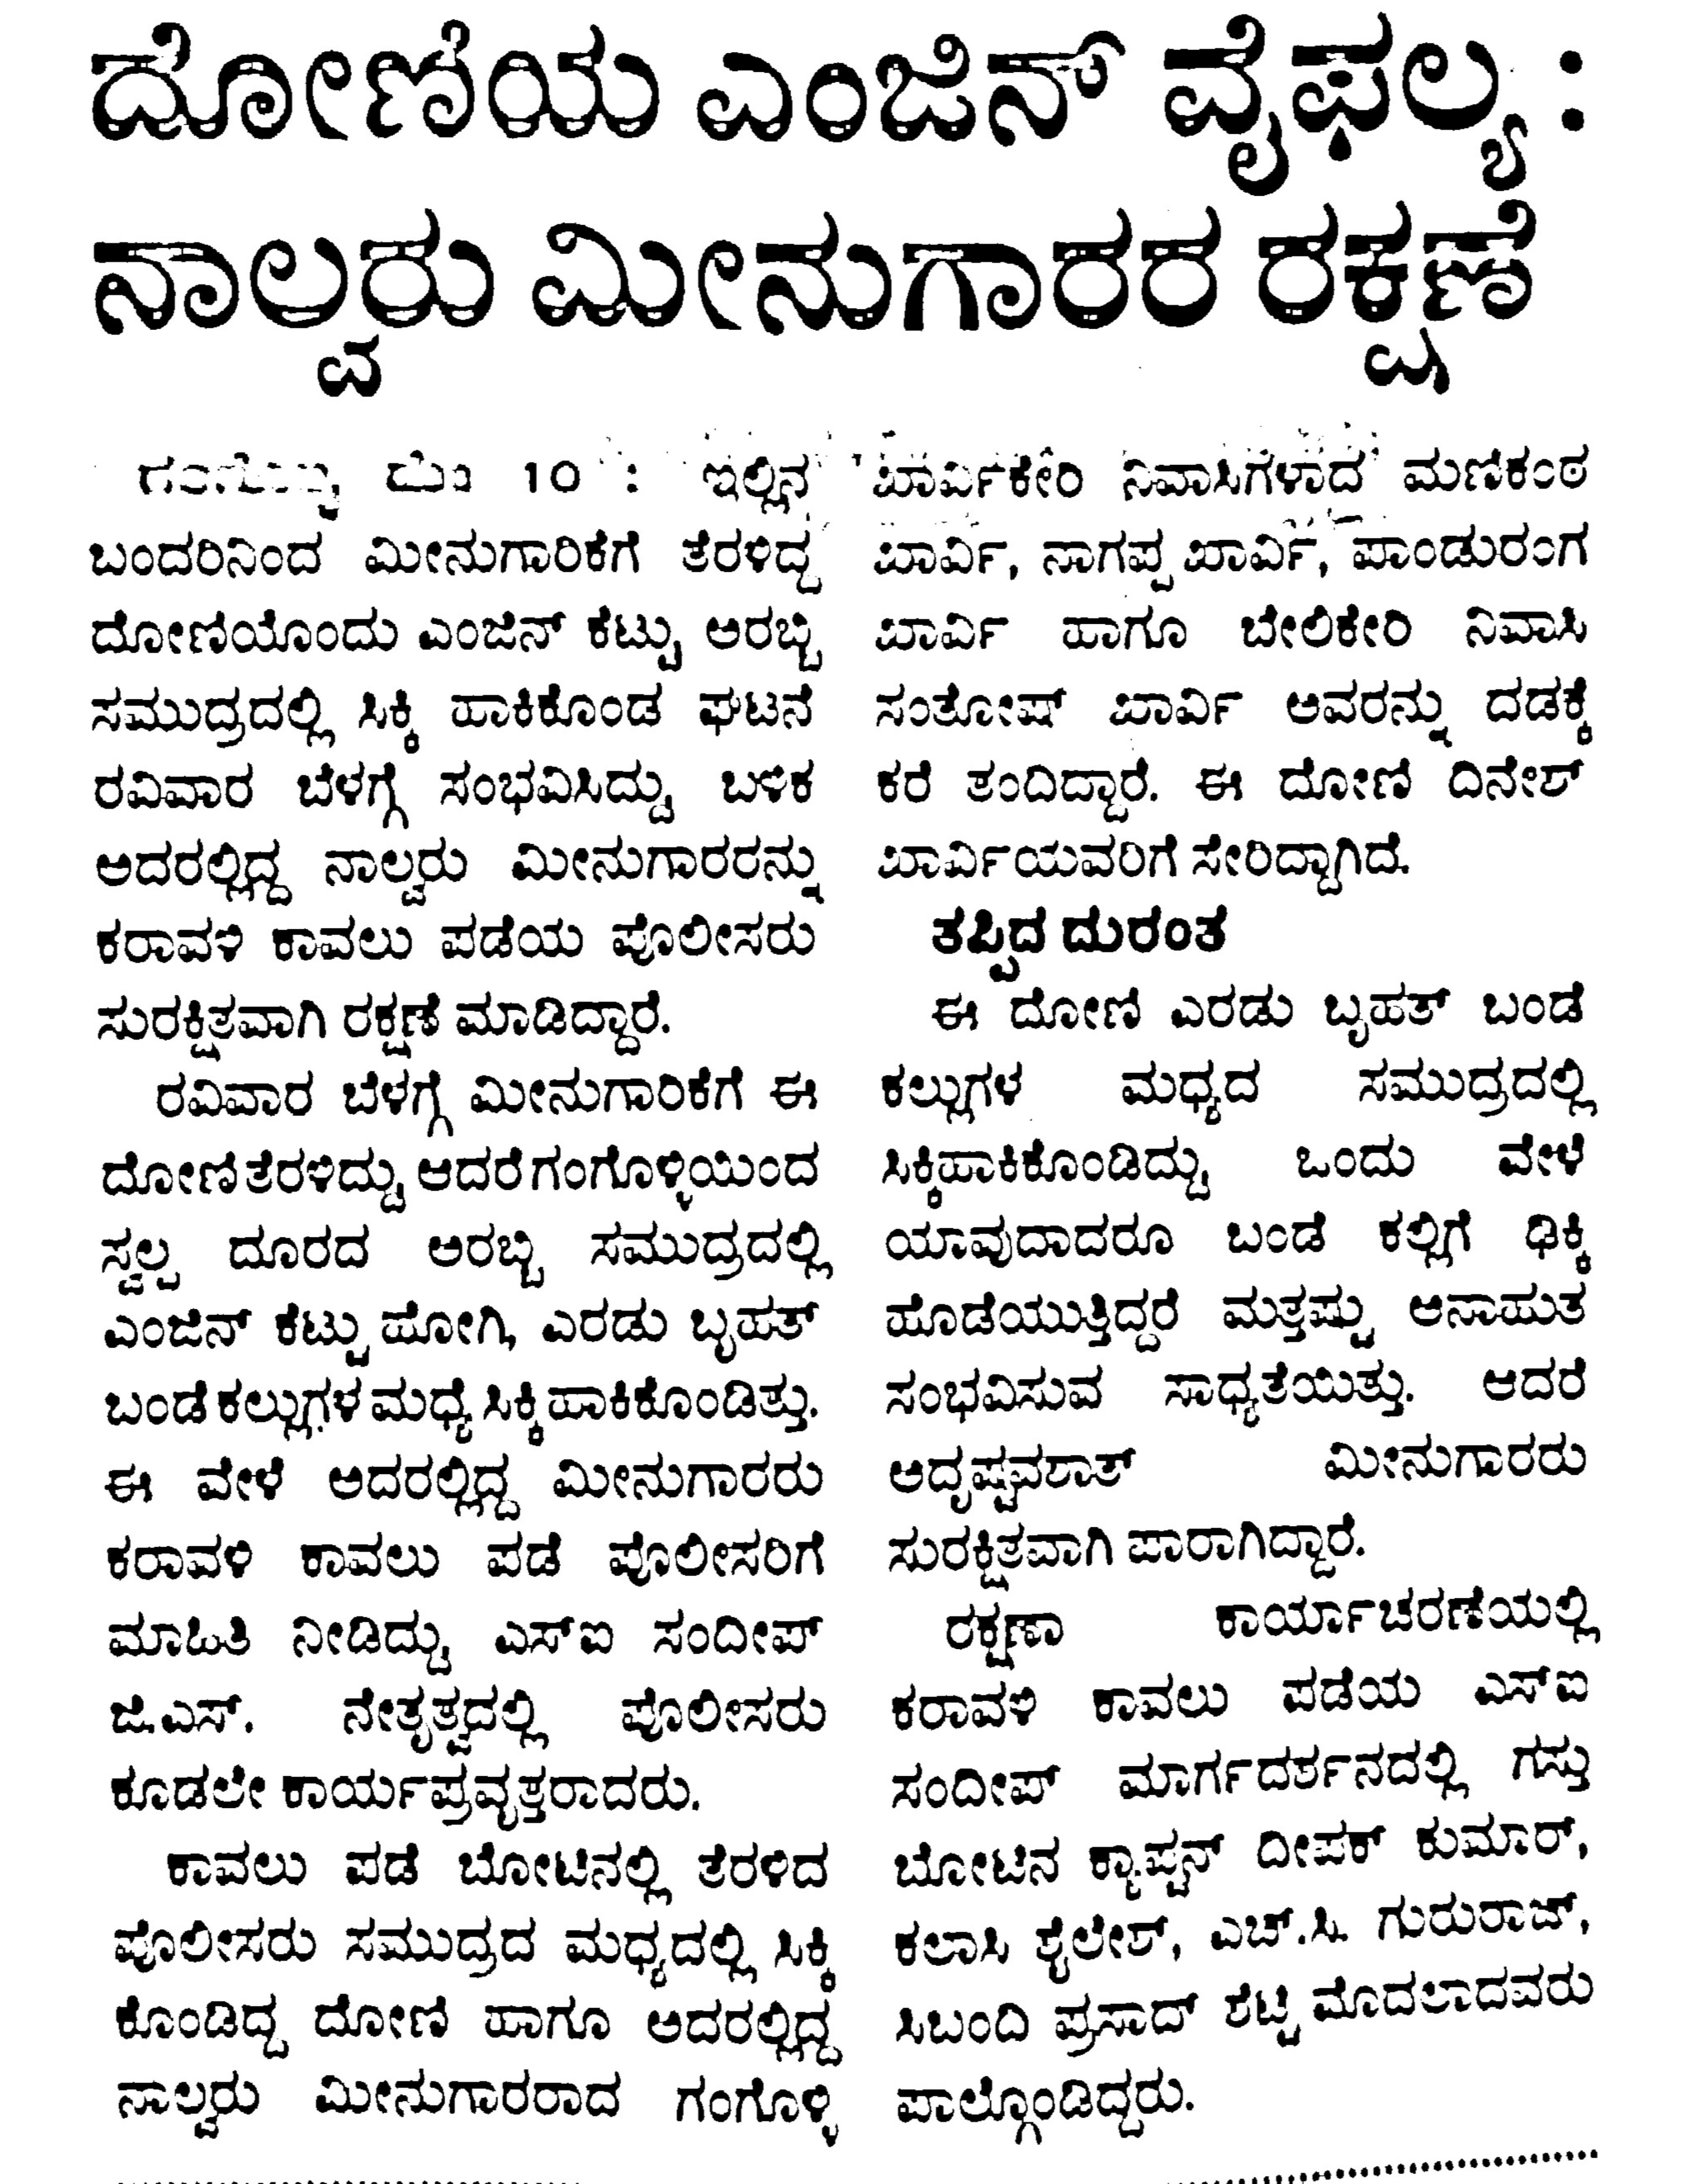 ದೋಣಿಯ ಎಂಜಿನ್ ವೈಫಲ್ಯ :
ನಾಲ್ವರು ಮೀನುಗಾರರ ರಕ್ಷಣೆ
10 : ಇಲ್ಲಿನ
ಬಂದರಿನಿಂದ ಮೀನುಗಾರಿಕೆಗೆ ತೆರಳಿದ್ದ
ದೋಣಿಯೊಂದು ಎಂಜಿನ್ ಕೆಟ್ಟು ಅರಬ್ಬಿ
ಸಮುದ್ರದಲ್ಲಿ ಸಿಕ್ಕಿ ಹಾಕಿಕೊಂಡ ಘಟನೆ
ರವಿವಾರ ಬೆಳಗ್ಗೆ ಸಂಭವಿಸಿದ್ದು, ಬಳಿಕ
ಅದರಲ್ಲಿದ್ದ ನಾಲ್ವರು ಮೀನುಗಾರರನ್ನು
ಕರಾವಳಿ ಕಾವಲು ಪಡೆಯ ಪೊಲೀಸರು
ಸುರಕ್ಷಿತವಾಗಿ ರಕ್ಷಣೆ ಮಾಡಿದ್ದಾರೆ.
ರವಿವಾರ ಬೆಳಗ್ಗೆ ಮೀನುಗಾರಿಕೆಗೆ ಈ
ದೋಣಿ ತೆರಳಿದ್ದು, ಆದರೆ ಗಂಗೊಳ್ಳಿಯಿಂದ
ಸ್ವಲ್ಪ ದೂರದ ಅರಬ್ಬಿ ಸಮುದ್ರದಲ್ಲಿ
ಎಂಜಿನ್ ಕೆಟ್ಟು ಹೋಗಿ, ಎರಡು ಬೃಹತ್
ಬಂಡೆ ಕಲ್ಲುಗಳ ಮಧ್ಯೆ ಸಿಕ್ಕಿ ಹಾಕಿಕೊಂಡಿತ್ತು.
ಈ ವೇಳೆ ಅದರಲ್ಲಿದ್ದ ಮೀನುಗಾರರು
ಕರಾವಳಿ ಕಾವಲು ಪಡೆ ಪೊಲೀಸರಿಗೆ
ಮಾಹಿತಿ ನೀಡಿದ್ದು, ಎಸ್‌ಐ ಸಂದೀಪ್
ಜಿ.ಎಸ್. ನೇತೃತ್ವದಲ್ಲಿ ಪೊಲೀಸರು
ಕೂಡಲೇ ಕಾರ್ಯಪ್ರವೃತ್ತರಾದರು.
ಕಾವಲು ಪಡೆ ಬೋಟಿನಲ್ಲಿ ತೆರಳಿದ
ಪೊಲೀಸರು ಸಮುದ್ರದ ಮಧ್ಯದಲ್ಲಿ ಸಿಕ್ಕಿ
ಕೊಂಡಿದ್ದ ದೋಣಿ ಹಾಗೂ ಅದರಲ್ಲಿದ್ದ
ನಾಲ್ವರು ಮೀನುಗಾರರಾದ ಗಂಗೊಳ್ಳಿ
ಖಾರ್ವಿಕೇರಿ ನಿವಾಸಿಗಳಾದ ಮಣಿಕಂಠ
ಖಾರ್ವಿ, ನಾಗಪ್ಪ ಖಾರ್ವಿ, ಪಾಂಡುರಂಗ
ಖಾರ್ವಿ ಹಾಗೂ ಬೇಲಿಕೇರಿ ನಿವಾಸಿ
ಸಂತೋಷ್ ಖಾರ್ವಿ ಅವರನ್ನು ದಡಕ್ಕೆ
ಕರೆ ತಂದಿದ್ದಾರೆ. ಈ ದೋಣಿ ದಿನೇಶ್
ಖಾರ್ವಿಯವರಿಗೆ ಸೇರಿದ್ದಾಗಿದೆ.
ತಪ್ಪಿದ ದುರಂತ
ಈ ದೋಣಿ ಎರಡು ಬೃಹತ್ ಬಂಡೆ
ಕಲ್ಲುಗಳ ಮಧ್ಯದ ಸಮುದ್ರದಲ್ಲಿ
ಸಿಕ್ಕಿಹಾಕಿಕೊಂಡಿದ್ದು, ಒಂದು ವೇಳೆ
ಯಾವುದಾದರೂ ಬಂಡೆ ಕಲ್ಲಿಗೆ ಢಿಕ್ಕಿ
ಹೊಡೆಯುತ್ತಿದ್ದರೆ ಮತ್ತಷ್ಟು ಅನಾಹುತ
ಸಂಭವಿಸುವ ಸಾಧ್ಯತೆಯಿತ್ತು. ಆದರೆ
ಅದೃಷ್ಟವಶಾತ್ ಮೀನುಗಾರರು
ಸುರಕ್ಷಿತವಾಗಿ ಪಾರಾಗಿದ್ದಾರೆ.
ರಕ್ಷಣಾ ಕಾರ್ಯಾಚರಣೆಯಲ್ಲಿ
ಕರಾವಳಿ ಕಾವಲು ಪಡೆಯ ಎಸ್‌ಐ
ಸಂದೀಪ್ ಮಾರ್ಗದರ್ಶನದಲ್ಲಿ ಗಸ್ತು
ಬೋಟಿನ ಕ್ಯಾಪ್ಟನ್ ದೀಪಕ್ ಕುಮಾರ್,
ಕಲಾಸಿ ಶೈಲೇಶ್, ಎಚ್.ಸಿ. ಗುರುರಾಜ್,
ಸಿಬಂದಿ ಪ್ರಸಾದ್ ಶೆಟ್ಟಿ ಮೊದಲಾದವರು
ಪಾಲ್ಗೊಂಡಿದ್ದರು.